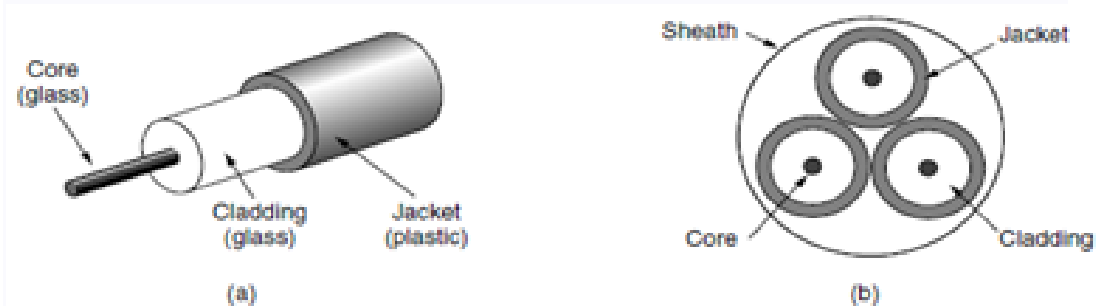 Core
(glass)
Cladding
(glass)
Jacket
(plastic)
(a)
Sheath
Jacket
Core
Cladding
(b)